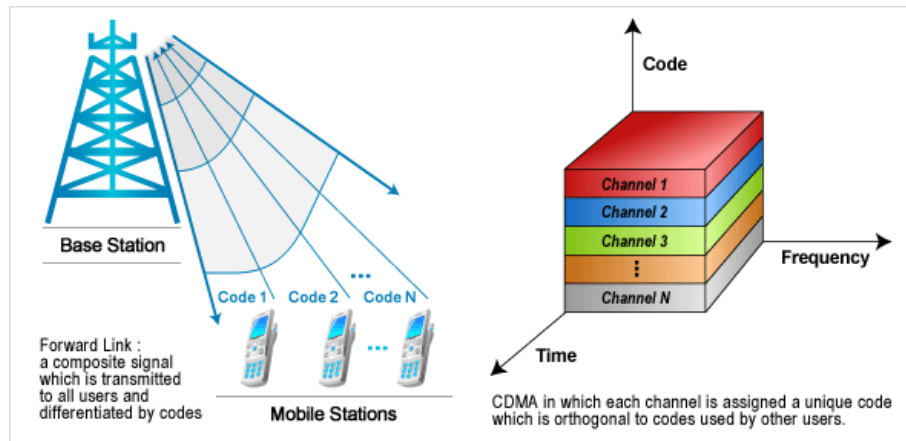 Base Station
Code 1 Code 2 Code N
Forward Link :
a composite signal
which is transmitted
to all users and
differentiated by codes
Mobile Stations
Code
Channel 1
Channel 2
Channel 3
Channel N
Frequency
Time
CDMA in which each channel is assigned a unique code
which is orthogonal to codes used by other users.